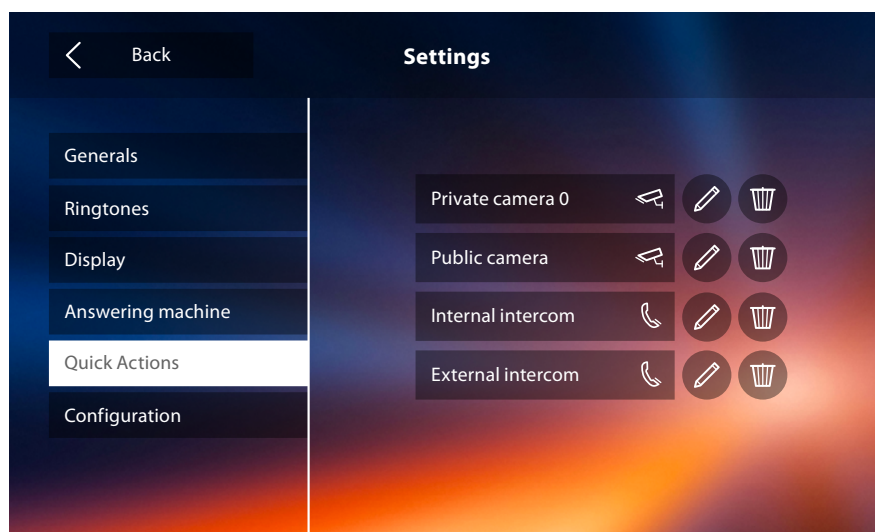 Back
Settings
Generals
Ringtones
Display
Answering machine
Quick Actions
Configuration
Private camera 0
Public camera
Internal intercom
External intercom